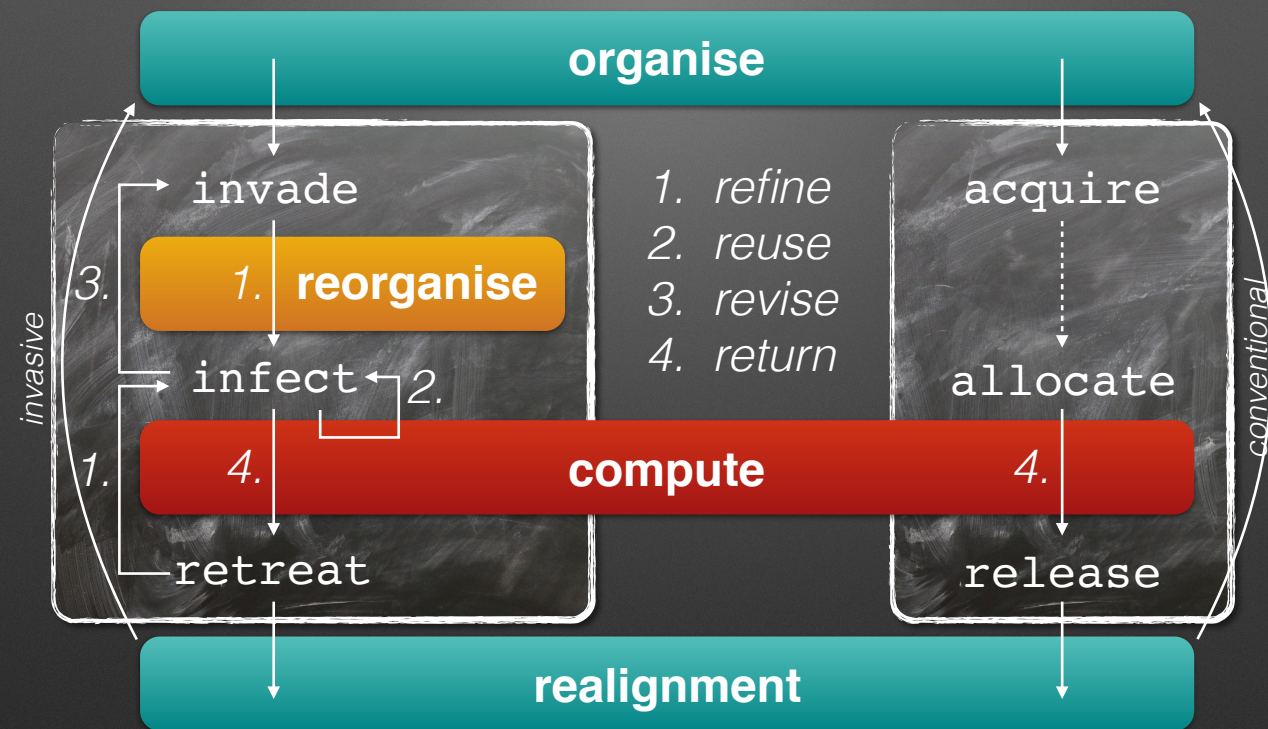 organise
invade
acquire
1. refine
2. reuse
3. revise
4. return
3.
1. reorganise
invasive
conventional
infect
2.
allocate
1.
4.
compute
4.
retreat
release
realignment